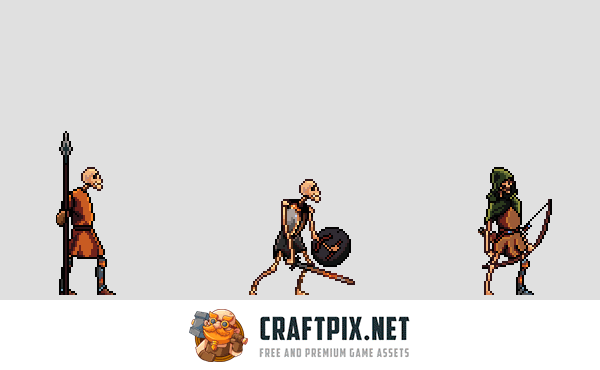 CRAFTPIX.NET
FREE AND PREMIUM GAME ASSETS